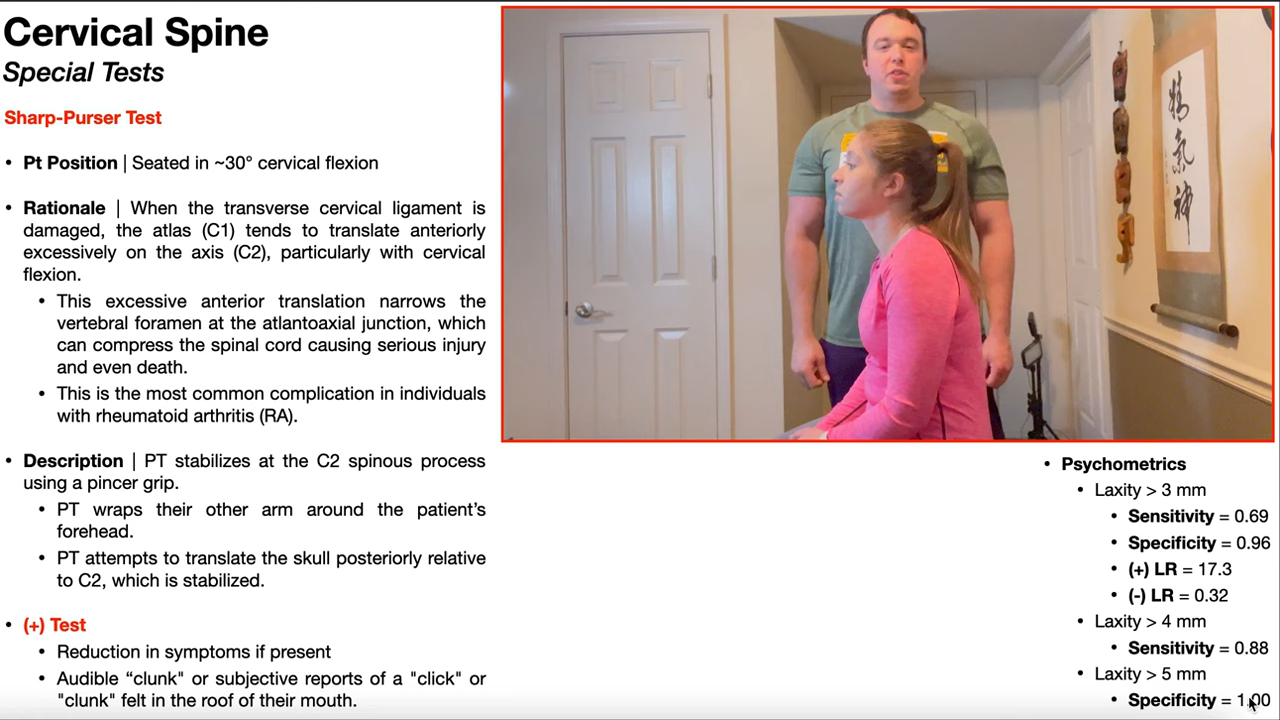 Cervical Spine
Special Tests
Sharp-Purser Test
• Pt Position | Seated in ~30° cervical flexion
• Rationale | When the transverse cervical ligament is
damaged, the atlas (C1) tends to translate anteriorly
excessively on the axis (C2), particularly with cervical
flexion.
• This excessive anterior translation narrows the
vertebral foramen at the atlantoaxial junction, which
can compress the spinal cord causing serious injury
and even death.
• This is the most common complication in individuals
with rheumatoid arthritis (RA).
• Description | PT stabilizes at the C2 spinous process
using a pincer grip.
• PT wraps their other arm around the patient's
forehead.
• PT attempts to translate the skull posteriorly relative
to C2, which is stabilized.
• (+) Test
• Reduction in symptoms if present
• Audible “clunk" or subjective reports of a "click" or
"clunk" felt in the roof of their mouth.
精
氣
神
• Psychometrics
• Laxity > 3 mm
• Sensitivity = 0.69
• Specificity = 0.96
• (+) LR = 17.3
• (-) LR = 0.32
• Laxity > 4 mm
• Sensitivity = 0.88
• Laxity > 5 mm
• Specificity = 1.00